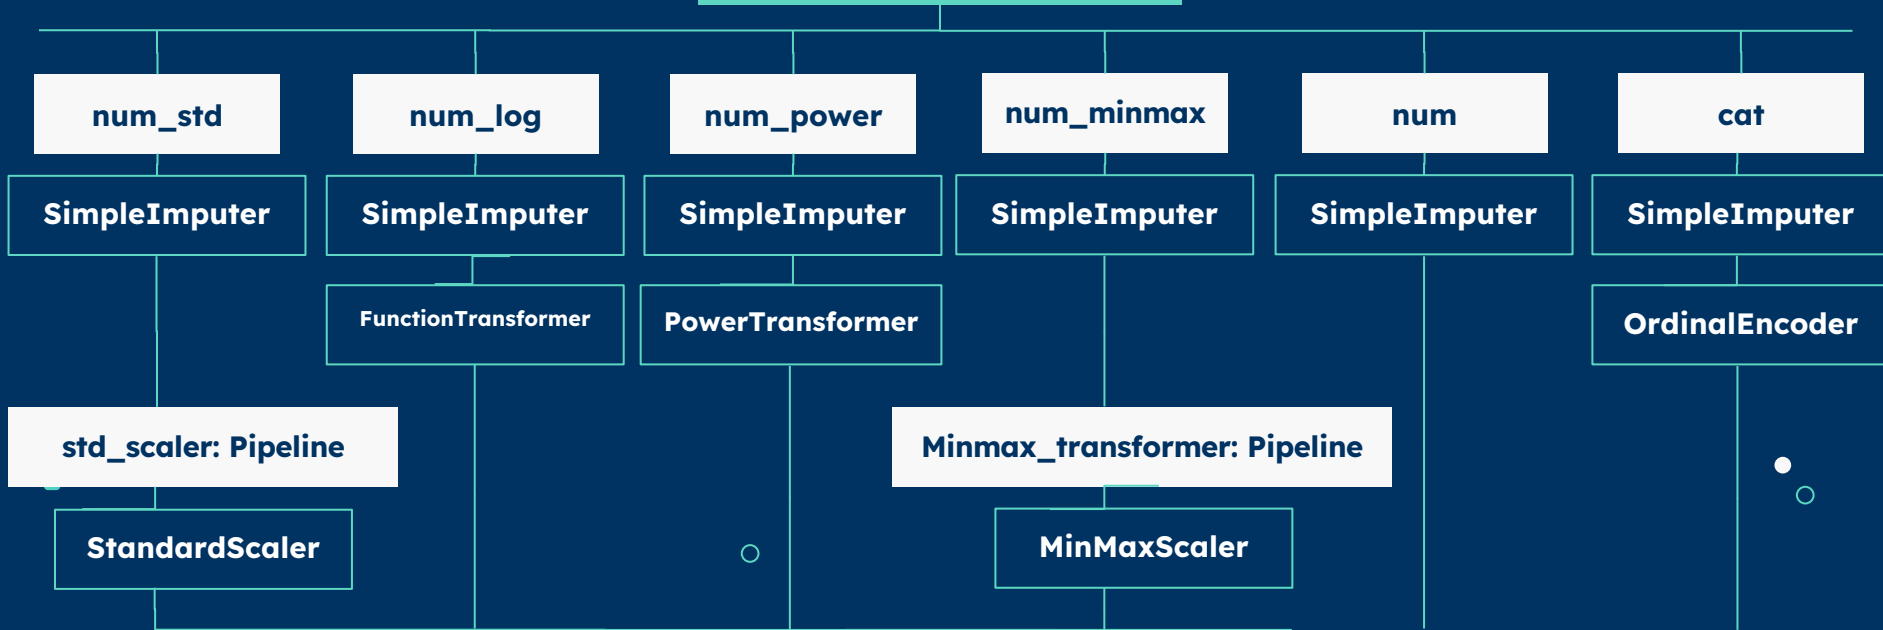 num_std
num_log
num_power
num_minmax
num
cat
SimpleImputer
SimpleImputer
SimpleImputer
SimpleImputer
SimpleImputer
SimpleImputer
FunctionTransformer
PowerTransformer
OrdinalEncoder
std_scaler: Pipeline
Minmax_transformer: Pipeline
StandardScaler
MinMaxScaler